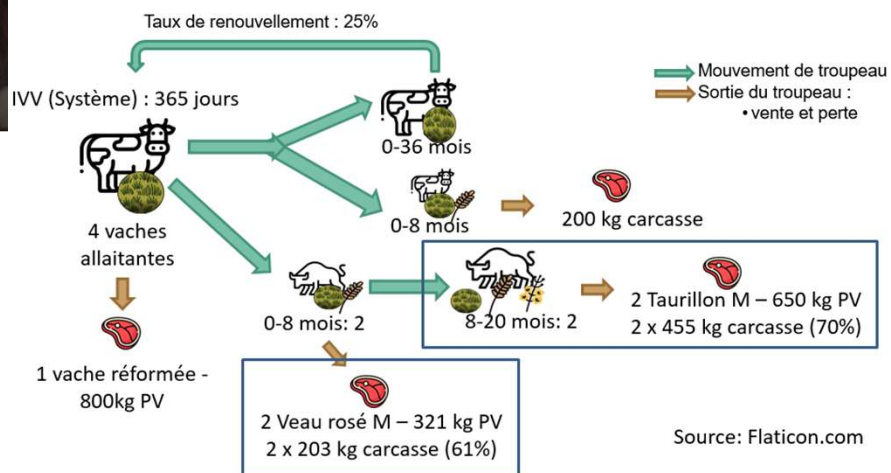 Taux de renouvellement : 25%
IVV (Système) : 365 jours
Mouvement de troupeau
Sortie du troupeau :
• vente et perte
0-36 mois
4 vaches
allaitantes
0-8 mois
200 kg carcasse
0-8 mois: 2
8-20 mois: 2
2 Taurillon M – 650 kg PV
2 x 455 kg carcasse (70%)
1 vache réformée -
800kg PV
2 Veau rosé M – 321 kg PV
2 x 203 kg carcasse (61%)
Source: Flaticon.com